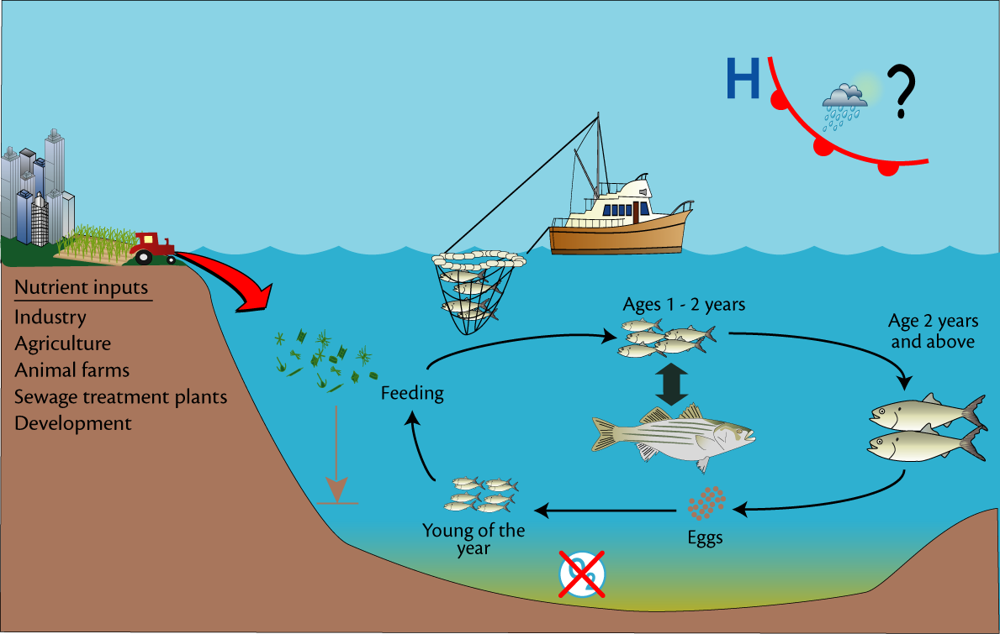 H ?
Nutrient inputs
Industry
Agriculture
Animal farms
Sewage treatment plants
Development
Ages 1 - 2 years
Age 2 years
and above
Feeding
Young of the
year
Eggs
O2